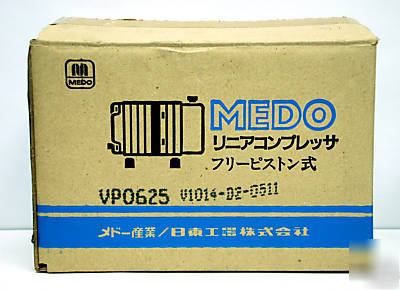 MEDO
MEDO
リニアコンプレッサ
フリーピストン式
VP0625 V1014-D2-0511
メドー産業/日東工器株式会社